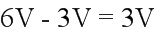 6V - 3V = 3V